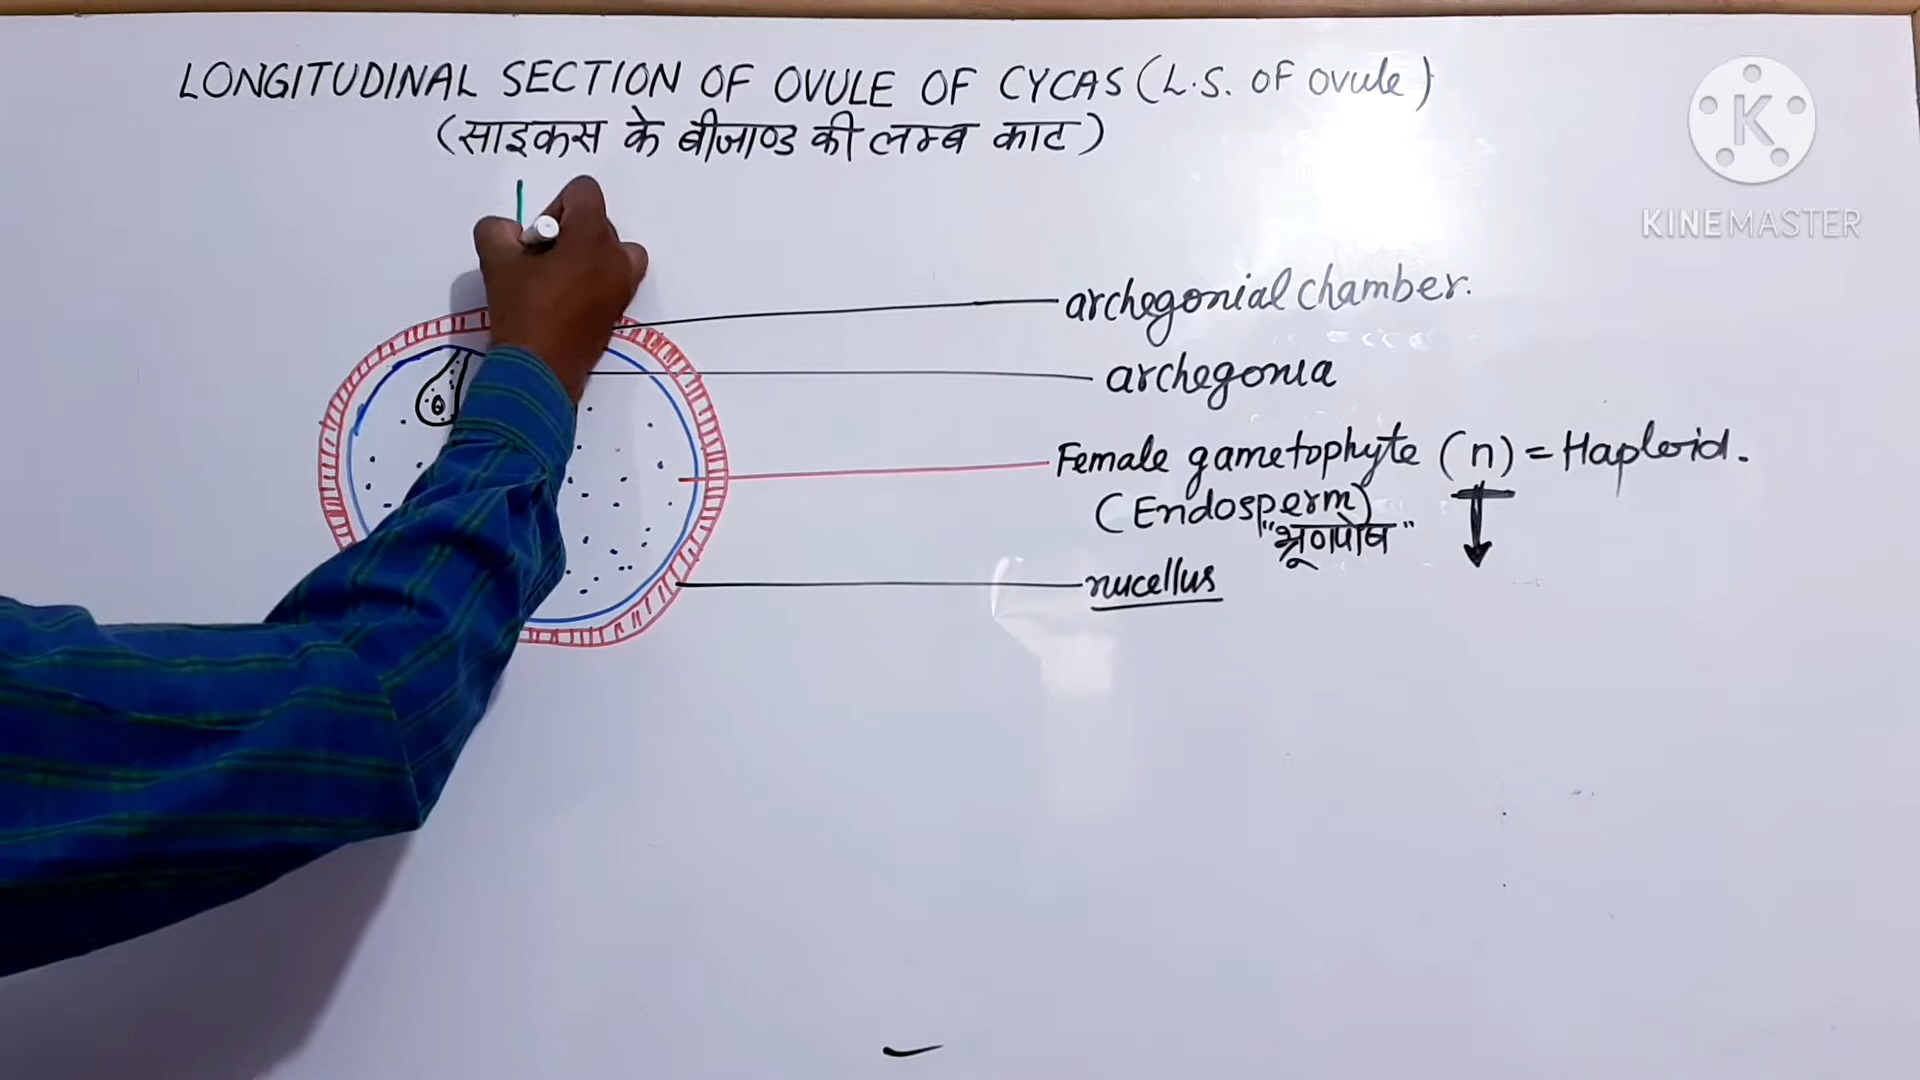 LONGITUDINAL SECTION OF OVULE OF CYCAS (L.S. OF ovule)
(साइकस के बीजाण्ड की लम्ब काट)
K
KINEMASTER
archegonial chamber.
archegonia
Female gametophyte (n) = Haploid.
(Endosperm)
"भ्रूणपोष"
nucellus